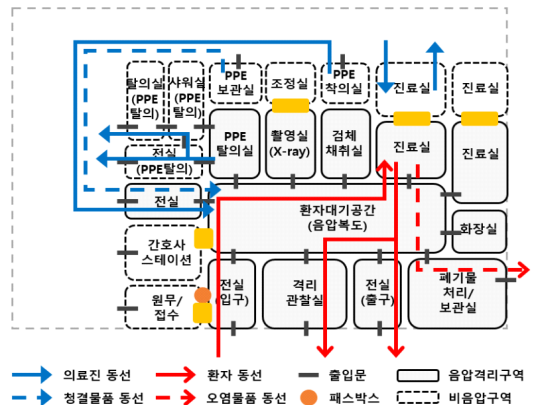 탈의실
(PPE
탈의)
샤워실
(PPE
탈의)
PPE
보관실
조정실
PPE
착의실
진료실
진료실
전실
(PPE탈의)
PPE
탈의실
촬영실
(X-ray)
검체
채취실
진료실
진료실
전실
환자대기공간
(음압복도)
화장실
간호사
스테이션
원무/
접수
전실
(입구)
격리
관찰실
전실
(출구)
폐기물
처리/
보관실
의료진 동선
환자 동선
출입문
음압격리구역
청결물품 동선
오염물품 동선
패스박스
비음압구역